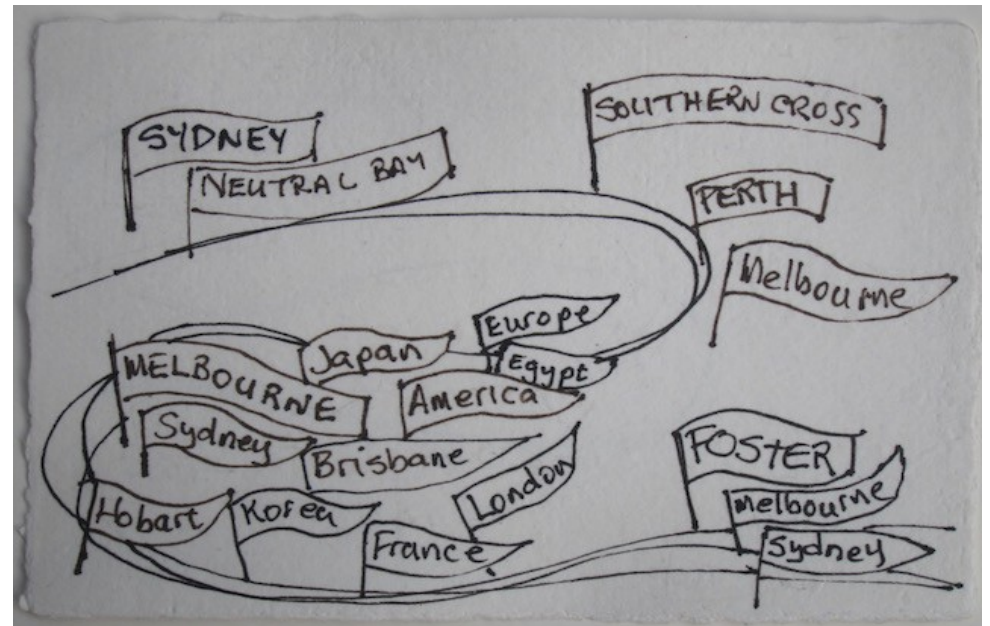 SYDNEY
NEUTRAL BAY
SOUTHERN CROSS
PERTH
Melbourne
Europe
Egypt
Japan
MELBOURNE
America
Sydney
Brisbane
London
Hobart
Korea
France
FOSTER
Melbourne
Sydney